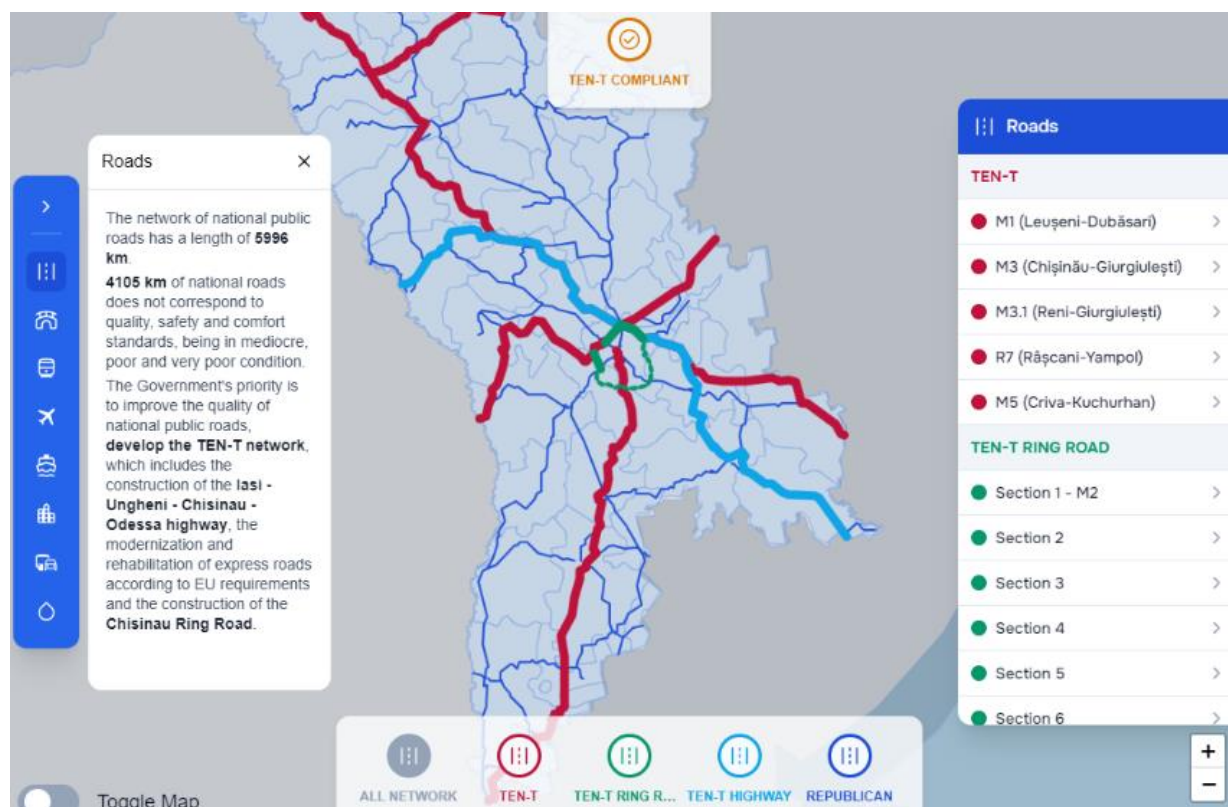 TEN-T COMPLIANT
Roads
The network of national public
roads has a length of 5996
km.
4105 km of national roads
does not correspond to
quality, safety and comfort
standards, being in mediocre,
poor and very poor condition.
The Government's priority is
to improve the quality of
national public roads,
develop the TEN-T network,
which includes the
construction of the Iasi -
Ungheni - Chisinau -
Odessa highway, the
modernization and
rehabilitation of express roads
according to EU requirements
and the construction of the
Chisinau Ring Road.
Roads
TEN-T
M1 (Leușeni-Dubăsari)
M3 (Chișinău-Giurgiulești)
M3.1 (Reni-Giurgiulești)
R7 (Râșcani-Yampol)
M5 (Criva-Kuchurhan)
TEN-T RING ROAD
Section 1 - M2
Section 2
Section 3
Section 4
Section 5
Section 6
ALL NETWORK
TEN-T
TEN-T RING R...
TEN-T HIGHWAY
REPUBLICAN
Toggle Map